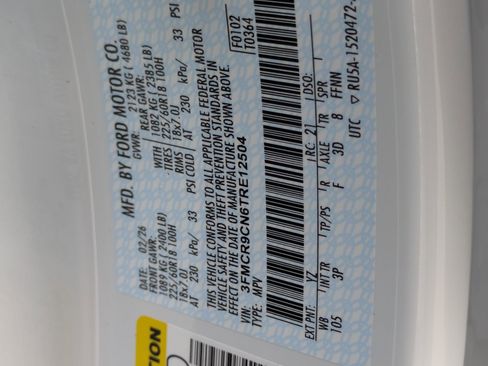 MFD. BY FORD MOTOR CO.
DATE: 02/26 GVWR: 2123 KG ( 4680 LB)
FRONT GAWR: REAR GAWR:
1089 KG ( 2400 LB) WITH 1082 KG ( 2385 LB)
225/60R18 100H TIRES 225/60R18 100H
18x7.0J RIMS 18x7.0J
AT 230 kPa/ 33 PSI COLD AT 230 kPa/ 33 PSI
THIS VEHICLE CONFORMS TO ALL APPLICABLE FEDERAL MOTOR
VEHICLE SAFETY AND THEFT PREVENTION STANDARDS IN
EFFECT ON THE DATE OF MANUFACTURE SHOWN ABOVE.
VIN: 3FMCR9CN6TRE12504 F0102
TYPE: MPV T0364
EXT PNT: YZ RC: 21 DSO:
WB INT TR TP/PS R AXLE TR SPR
105 3P F 3D 8 FFNN
UTC RU5A-1520472-
TION